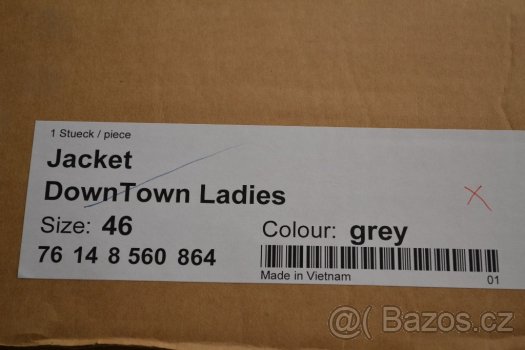 1 Stueck / piece
Jacket
DownTown Ladies
Size: 46 Colour: grey
76 14 8 560 864
Made in Vietnam 01
@( Bazoš.cz